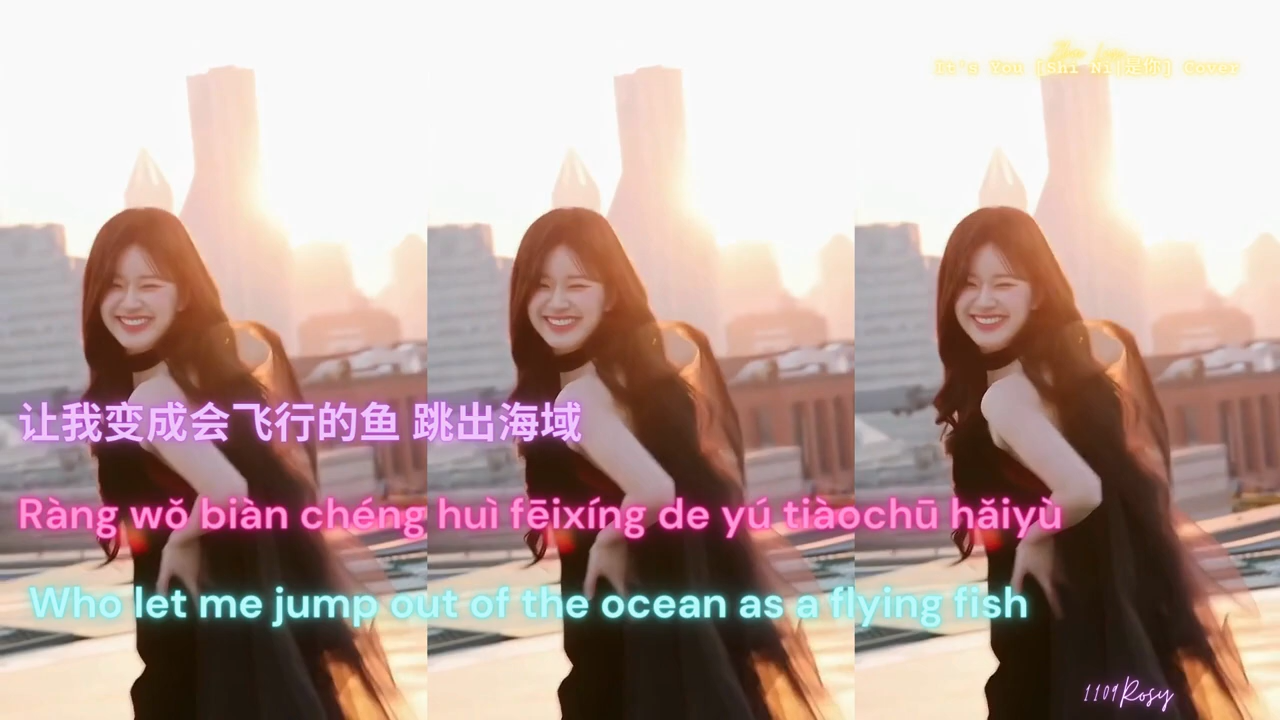 It's You [Shi Ni|是你] Cover
让我变成会飞行的鱼 跳出海域
Ràng wǒ biàn chéng huì fēixíng de yú tiàochū hǎiyù
Who let me jump out of the ocean as a flying fish
1109Rosy